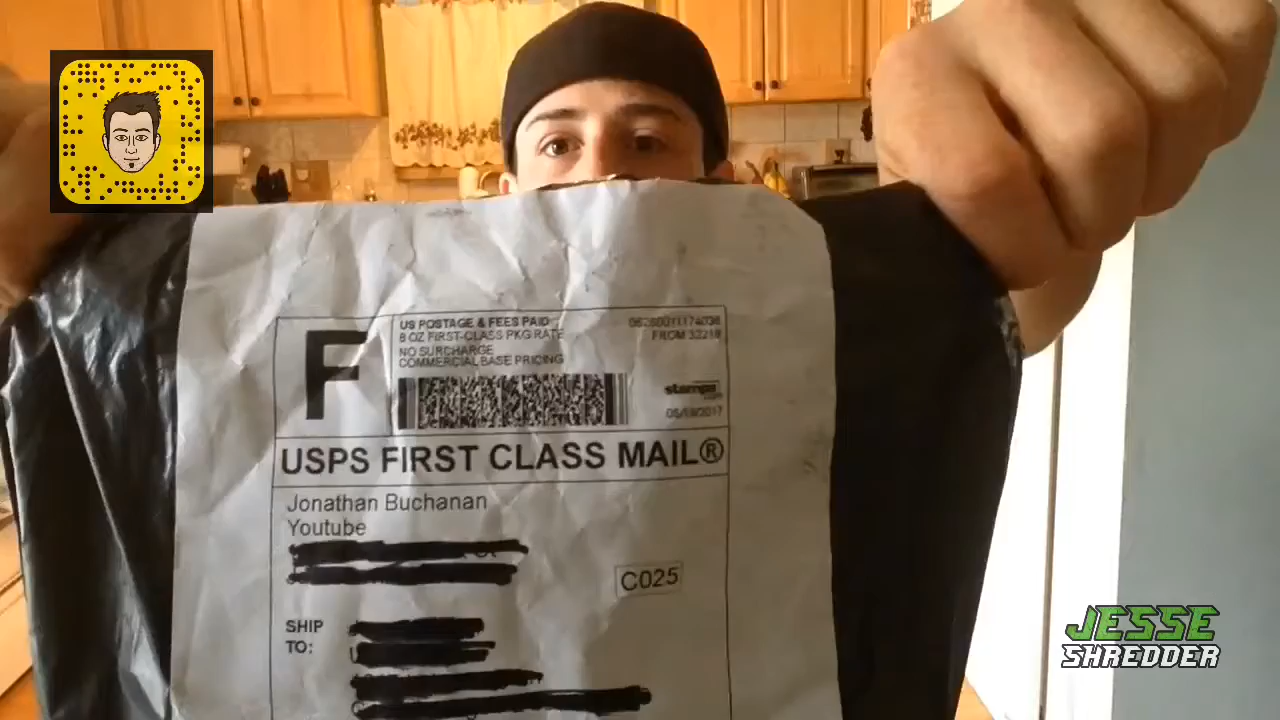 F
US POSTAGE & FEES PAID
8 OZ FIRST-CLASS PKG RATE
NO SURCHARGE
COMMERCIAL BASE PRICING
FROM 32218
stamps
.com
USPS FIRST CLASS MAIL®
Jonathan Buchanan
Youtube
C025
SHIP
TO:
JESSE
SHREDDER